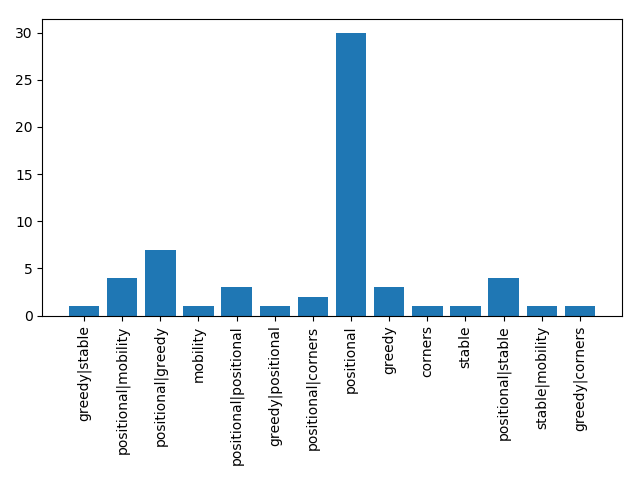 30
25
20
15
10
5
0
greedy|stable
positional|mobility
positional|greedy
mobility
positional|positional
greedy|positional
positional|corners
positional
greedy
corners
stable
positional|stable
stable|mobility
greedy|corners